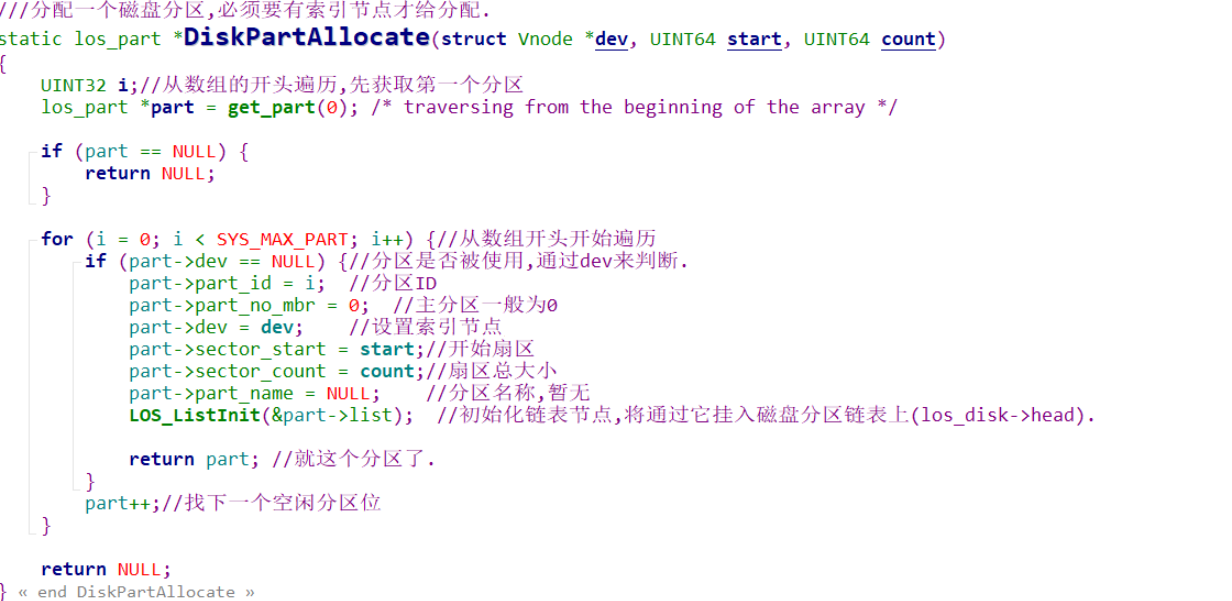 ///分配一个磁盘分区,必须要有索引节点才给分配.
static los_part *DiskPartAllocate(struct Vnode *dev, UINT64 start, UINT64 count)
{
    UINT32 i;//从数组的开头遍历,先获取第一个分区
    los_part *part = get_part(0); /* traversing from the beginning of the array */
    if (part == NULL) {
        return NULL;
    }
    for (i = 0; i < SYS_MAX_PART; i++) {//从数组开头开始遍历
        if (part->dev == NULL) {//分区是否被使用,通过dev来判断.
            part->part_id = i;  //分区ID
            part->part_no_mbr = 0;  //主分区一般为0
            part->dev = dev;    //设置索引节点
            part->sector_start = start;//开始扇区
            part->sector_count = count;//扇区总大小
            part->part_name = NULL;    //分区名称,暂无
            LOS_ListInit(&part->list);  //初始化链表节点,将通过它挂入磁盘分区链表上(los_disk->head).
            return part; //就这个分区了.
        }
        part++;//找下一个空闲分区位
    }
    return NULL;
} « end DiskPartAllocate »